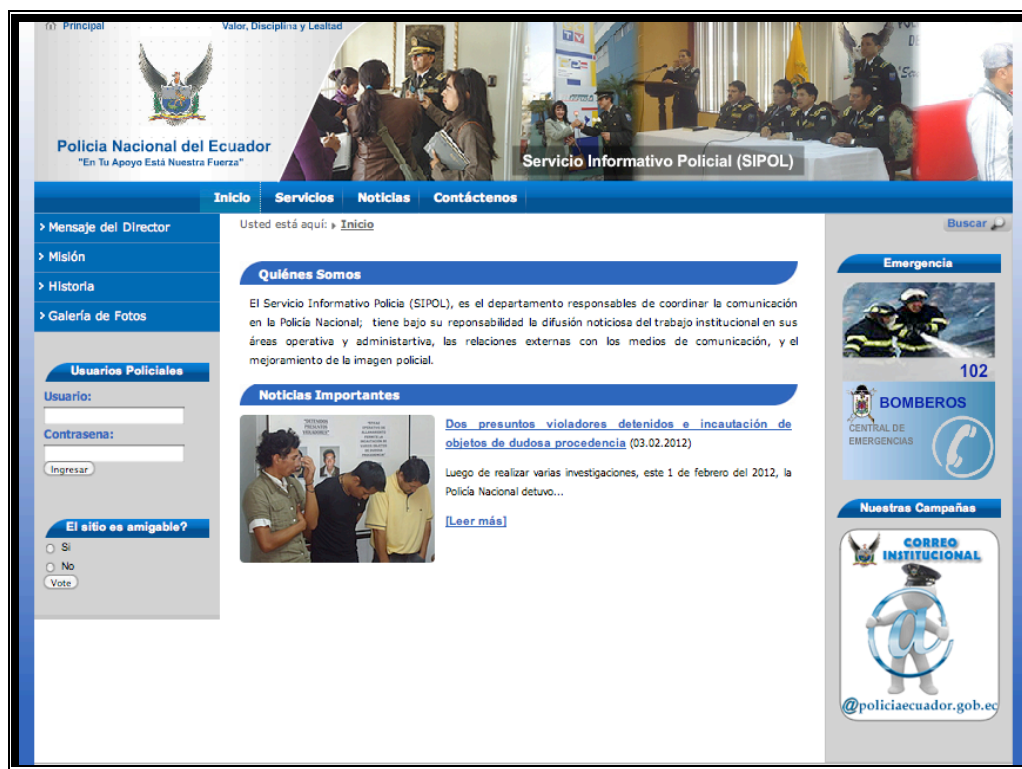 Principal
Valor, Disciplina y Lealtad
Policia Nacional del Ecuador
"En Tu Apoyo Está Nuestra Fuerza"
Servicio Informativo Policial (SIPOL)
Inicio Servicios Noticias Contáctenos
> Mensaje del Director
> Misión
> Historia
> Galería de Fotos
Usuarios Policiales
Usuario:
Contrasena:
Ingresar
El sitio es amigable?
Si
No
Vote
Usted está aquí: Inicio
Quiénes Somos
El Servicio Informativo Policia (SIPOL), es el departamento responsables de coordinar la comunicación
en la Policía Nacional; tiene bajo su reponsabilidad la difusión noticiosa del trabajo institucional en sus
áreas operativa y administartiva, las relaciones externas con los medios de comunicación, y el
mejoramiento de la imagen policial.
Noticias Importantes
Dos presuntos violadores detenidos e incautación de
objetos de dudosa procedencia (03.02.2012)
Luego de realizar varias investigaciones, este 1 de febrero del 2012, la
Policía Nacional detuvo...
[Leer más]
Buscar
Emergencia
102
BOMBEROS
CENTRAL DE
EMERGENCIAS
Nuestras Campañas
CORREO
INSTITUCIONAL
@policiaecuador.gob.ec